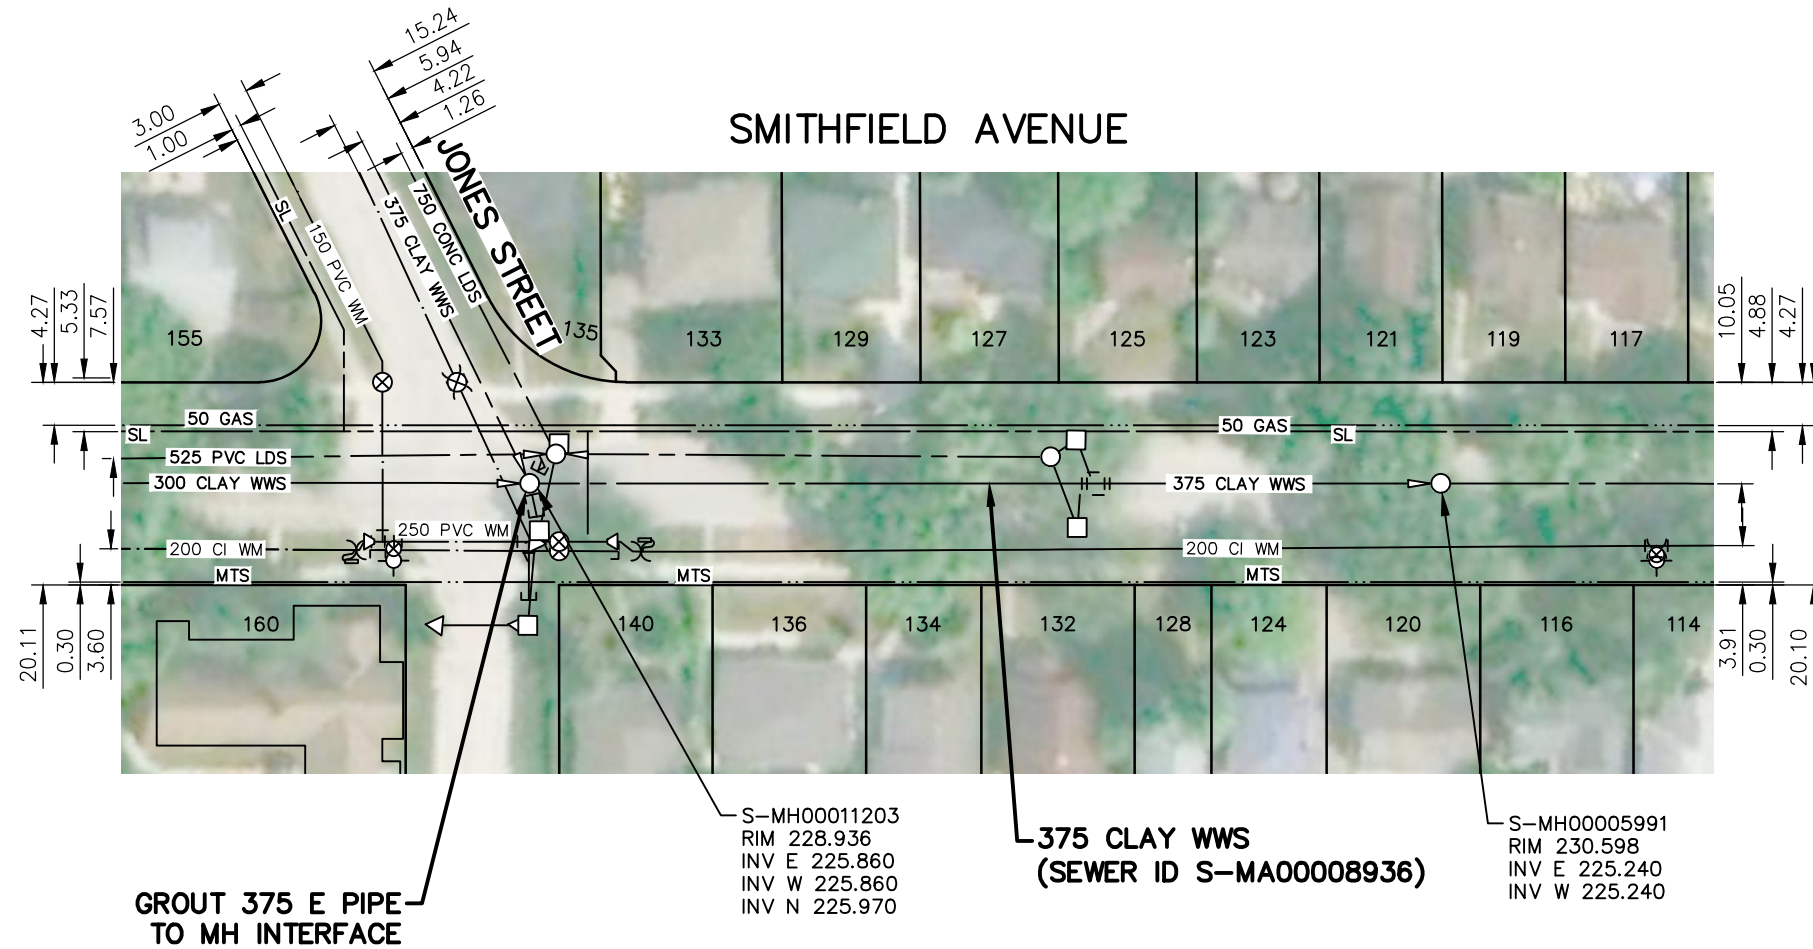 15.24
5.94
4.22
1.26
3.00
1.00
SMITHFIELD AVENUE
JONES STREET
SL
150 PVC WM
375 CLAY WWS
750 CONC LDS
4.27
5.33
7.57
155
135
133
129
127
125
123
121
119
117
10.05
4.88
4.27
50 GAS
50 GAS
SL
SL
525 PVC LDS
300 CLAY WWS
375 CLAY WWS
250 PVC WM
200 CI WM
200 CI WM
MTS
MTS
MTS
20.11
0.30
3.60
160
140
136
134
132
128
124
120
116
114
3.91
0.30
20.10
S-MH00011203
RIM 228.936
INV E 225.860
INV W 225.860
INV N 225.970
375 CLAY WWS
(SEWER ID S-MA00008936)
S-MH00005991
RIM 230.598
INV E 225.240
INV W 225.240
GROUT 375 E PIPE
TO MH INTERFACE